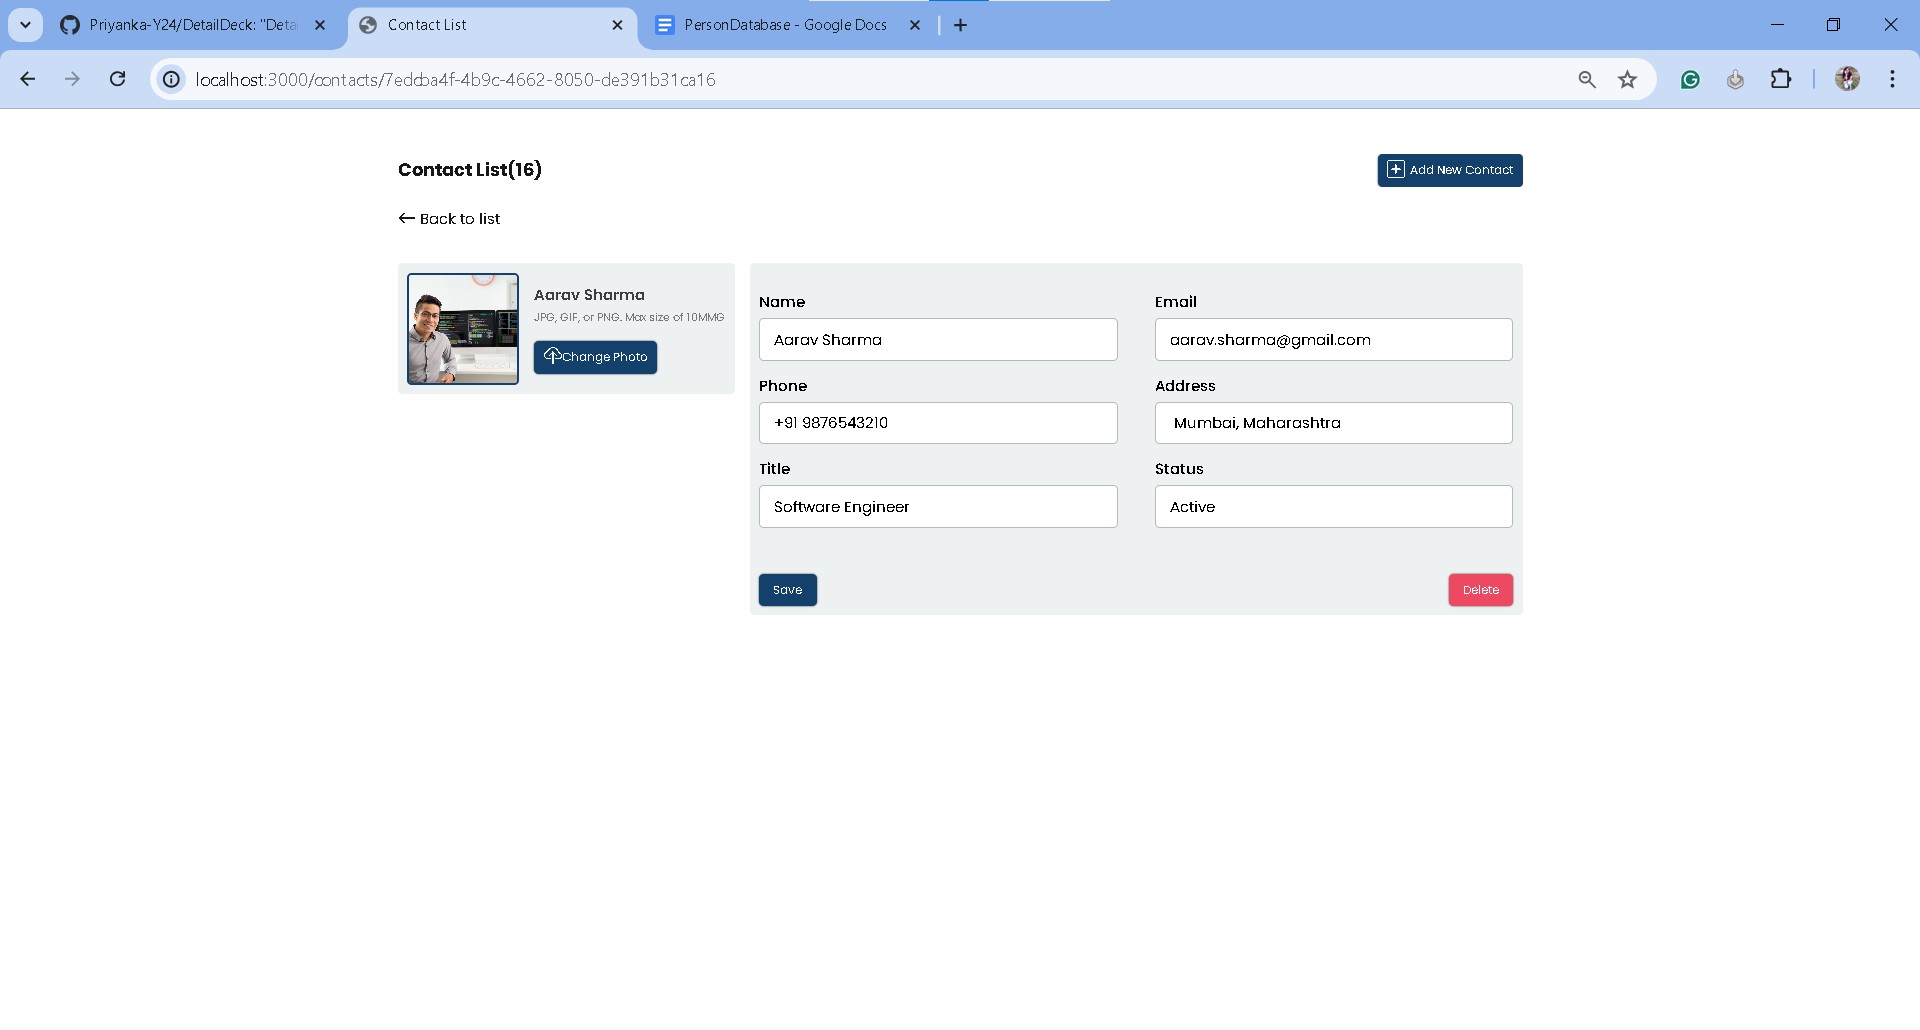 Priyanka-Y24/DetailDeck: "Deta
Contact List
PersonDatabase - Google Docs
localhost:3000/contacts/7eddba4f-4b9c-4662-8050-de391b31ca16
Contact List(16)
Add New Contact
Back to list
Aarav Sharma
JPG, GIF, or PNG. Max size of 10MMG
Change Photo
Name
Email
Aarav Sharma
aarav.sharma@gmail.com
Phone
Address
+91 9876543210
Mumbai, Maharashtra
Title
Status
Software Engineer
Active
Save
Delete